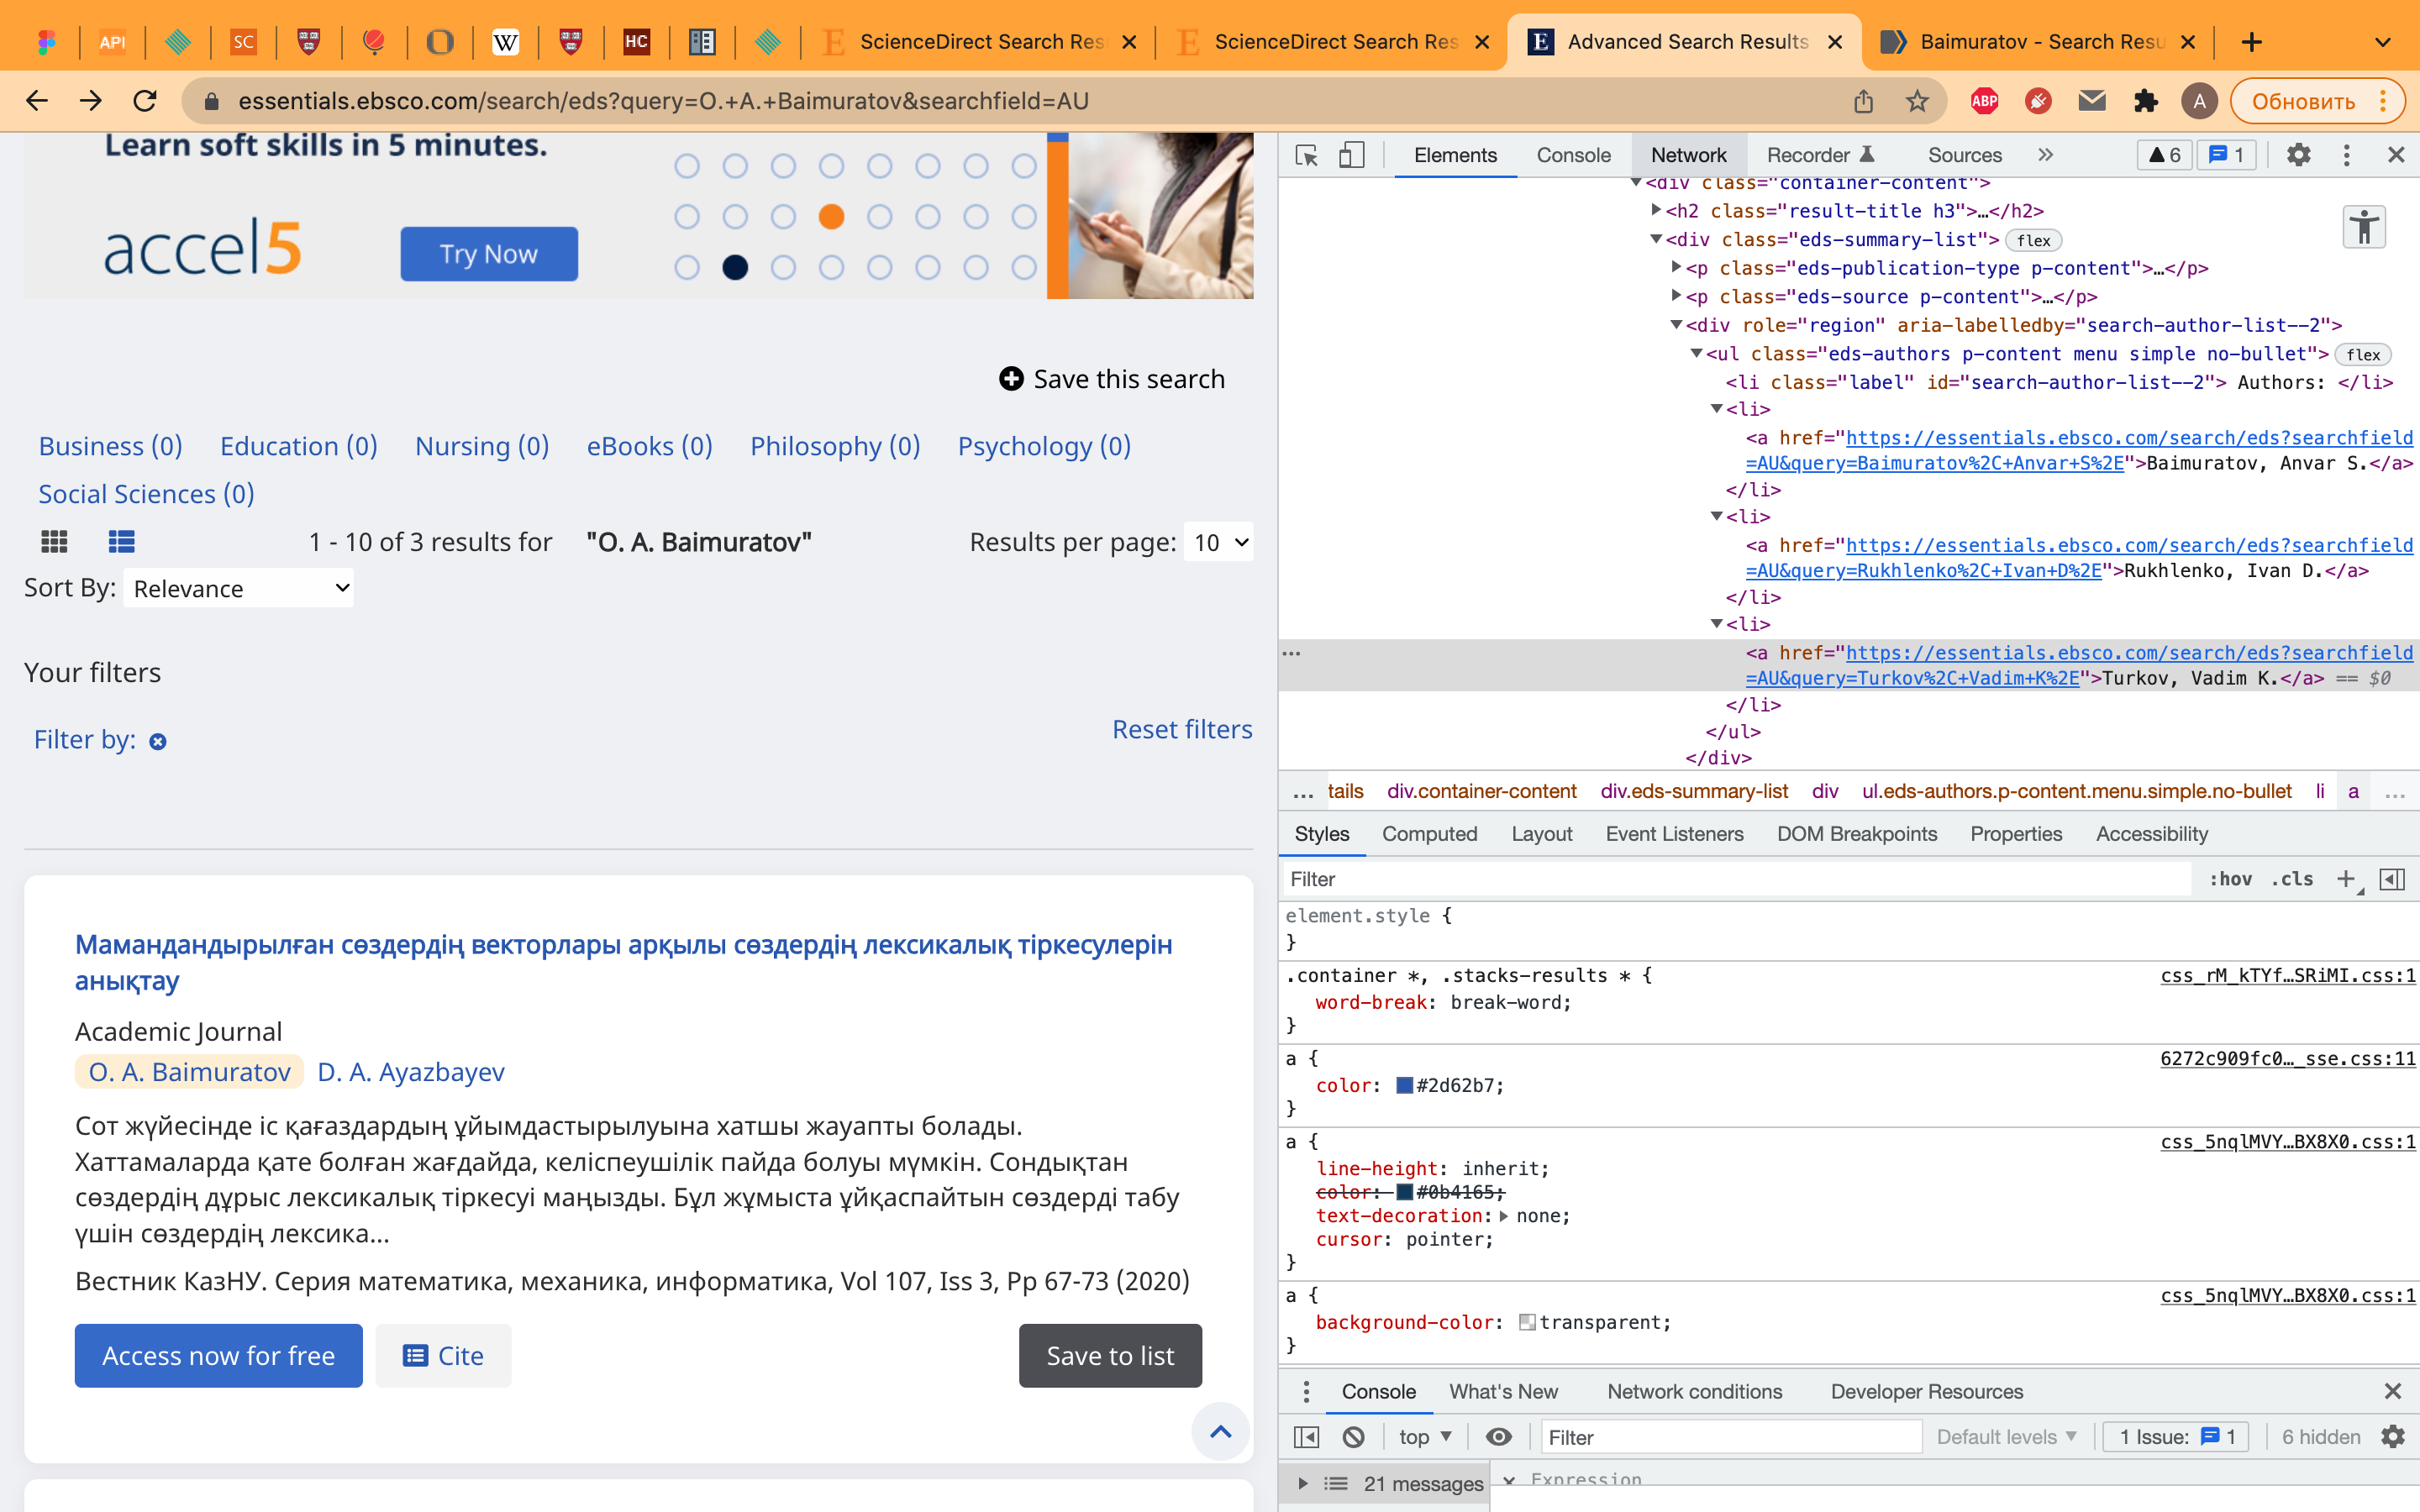 API
SC
W
HC
ScienceDirect Search Res
ScienceDirect Search Res
E
Advanced Search Results
Baimuratov - Search Resu
essentials.ebsco.com/search/eds?query=O.+A.+Baimuratov&searchfield=AU
ABP
A
Обновить
Learn soft skills in 5 minutes.
accel5
Try Now
Save this search
Business (0)
Education (0)
Nursing (0)
eBooks (0)
Philosophy (0)
Psychology (0)
Social Sciences (0)
1 - 10 of 3 results for
"O. A. Baimuratov"
Results per page:
10
Sort By:
Relevance
Your filters
Filter by:
Reset filters
Мамандандырылған сөздердің векторлары арқылы сөздердің лексикалық тіркесулерін
анықтау
Academic Journal
O. A. Baimuratov
D. A. Ayazbayev
Сот жүйесінде іс қағаздардың ұйымдастырылуына хатшы жауапты болады.
Хаттамаларда қате болған жағдайда, келіспеушілік пайда болуы мүмкін. Сондықтан
сөздердің дұрыс лексикалық тіркесуі маңызды. Бұл жұмыста ұйқаспайтын сөздерді табу
үшін сөздердің лексика...
Вестник КазНУ. Серия математика, механика, информатика, Vol 107, Iss 3, Pp 67-73 (2020)
Access now for free
Cite
Save to list
Elements
Console
Network
Recorder
Sources
6
1
<div class="container-content">
<h2 class="result-title h3">…</h2>
<div class="eds-summary-list">
flex
<p class="eds-publication-type p-content">…</p>
<p class="eds-source p-content">…</p>
<div role="region" aria-labelledby="search-author-list--2">
<ul class="eds-authors p-content menu simple no-bullet">
flex
<li class="label" id="search-author-list--2"> Authors: </li>
<li>
<a href="https://essentials.ebsco.com/search/eds?searchfield
=AU&query=Baimuratov%2C+Anvar+S%2E">Baimuratov, Anvar S.</a>
</li>
<li>
<a href="https://essentials.ebsco.com/search/eds?searchfield
=AU&query=Rukhlenko%2C+Ivan+D%2E">Rukhlenko, Ivan D.</a>
</li>
<li>
<a href="https://essentials.ebsco.com/search/eds?searchfield
=AU&query=Turkov%2C+Vadim+K%2E">Turkov, Vadim K.</a> == $0
</li>
</ul>
</div>
… tails
div.container-content
div.eds-summary-list
div
ul.eds-authors.p-content.menu.simple.no-bullet
li
a
…
Styles
Computed
Layout
Event Listeners
DOM Breakpoints
Properties
Accessibility
Filter
:hov
.cls
element.style {
}
.container *, .stacks-results * {
css_rM_kTYf…SRiMI.css:1
word-break: break-word;
}
a {
6272c909fc0…_sse.css:11
color: #2d62b7;
}
a {
css_5nqlMVY…BX8X0.css:1
line-height: inherit;
color: #0b4165;
text-decoration: none;
cursor: pointer;
}
a {
css_5nqlMVY…BX8X0.css:1
background-color: transparent;
}
Console
What's New
Network conditions
Developer Resources
top
Filter
Default levels
1 Issue: 1
6 hidden
21 messages
Expression